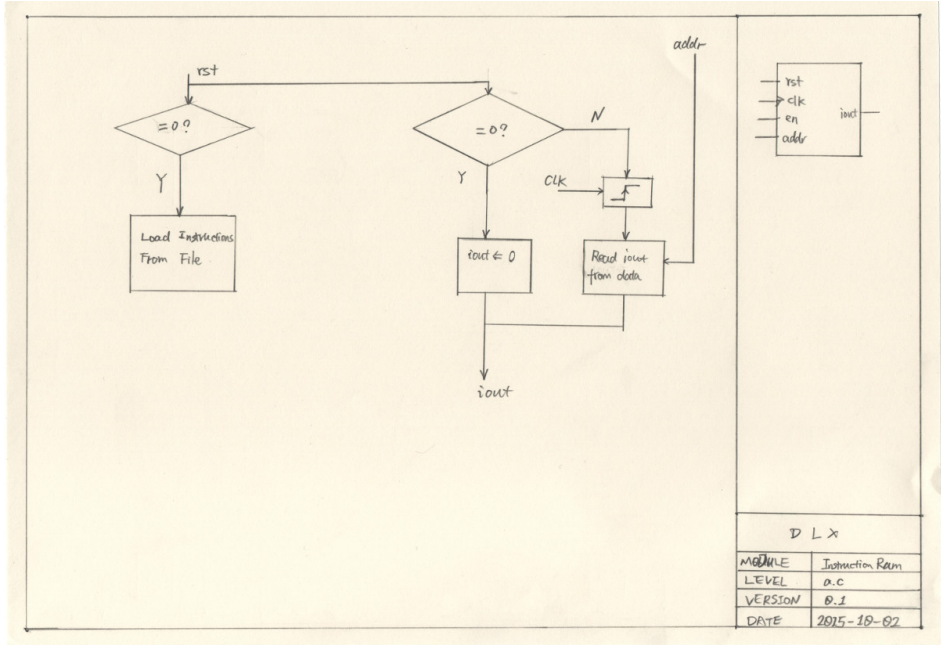 addr
rst
=0?
=0?
N
Y
Y
CLK
Load Instructions
From File
iout ⇐ 0
Read iout
from data
iout
rst
clk
en
addr
iout
DLX
MODULE Instruction Ram
LEVEL a.c
VERSION 0.1
DATE 2015-10-02